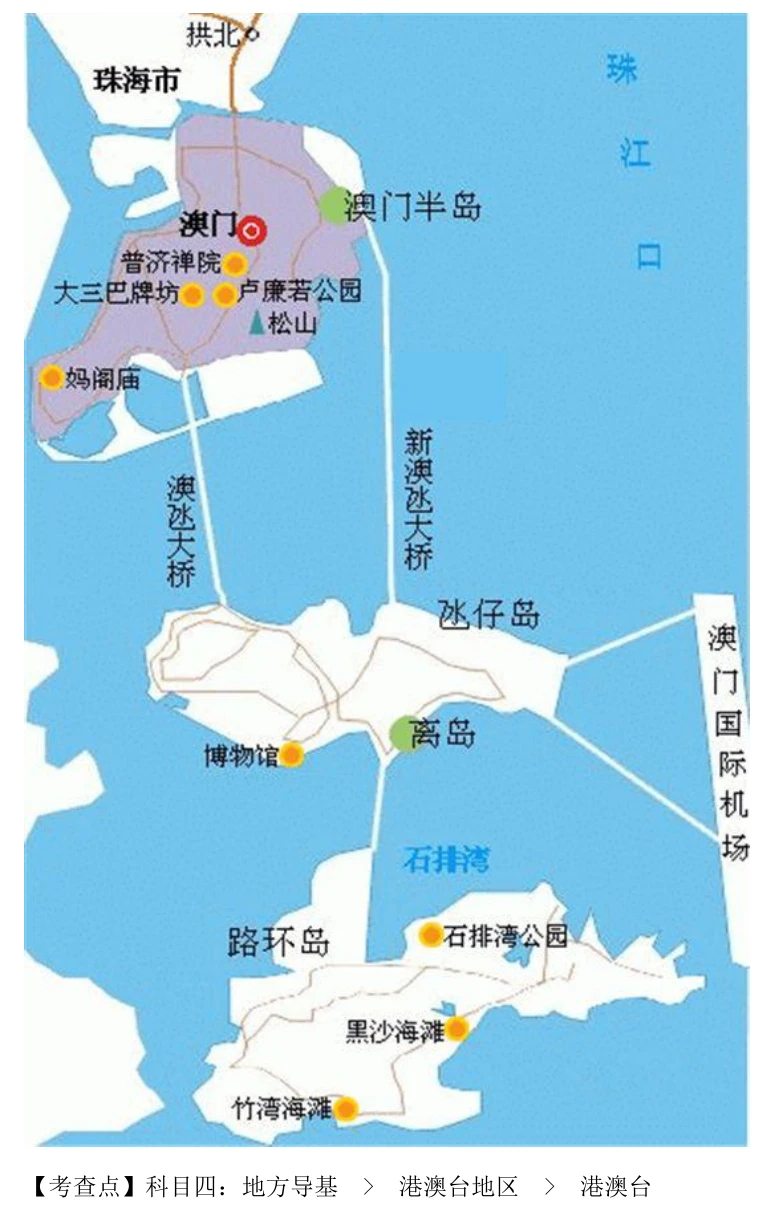 拱北
珠海市
珠江口
澳门半岛
澳门
普济禅院
大三巴牌坊
卢廉若公园
松山
妈阁庙
新澳氹大桥
澳氹大桥
氹仔岛
澳门国际机场
离岛
博物馆
石排湾
路环岛
石排湾公园
黑沙海滩
竹湾海滩
【考查点】科目四：地方导基 > 港澳台地区 > 港澳台